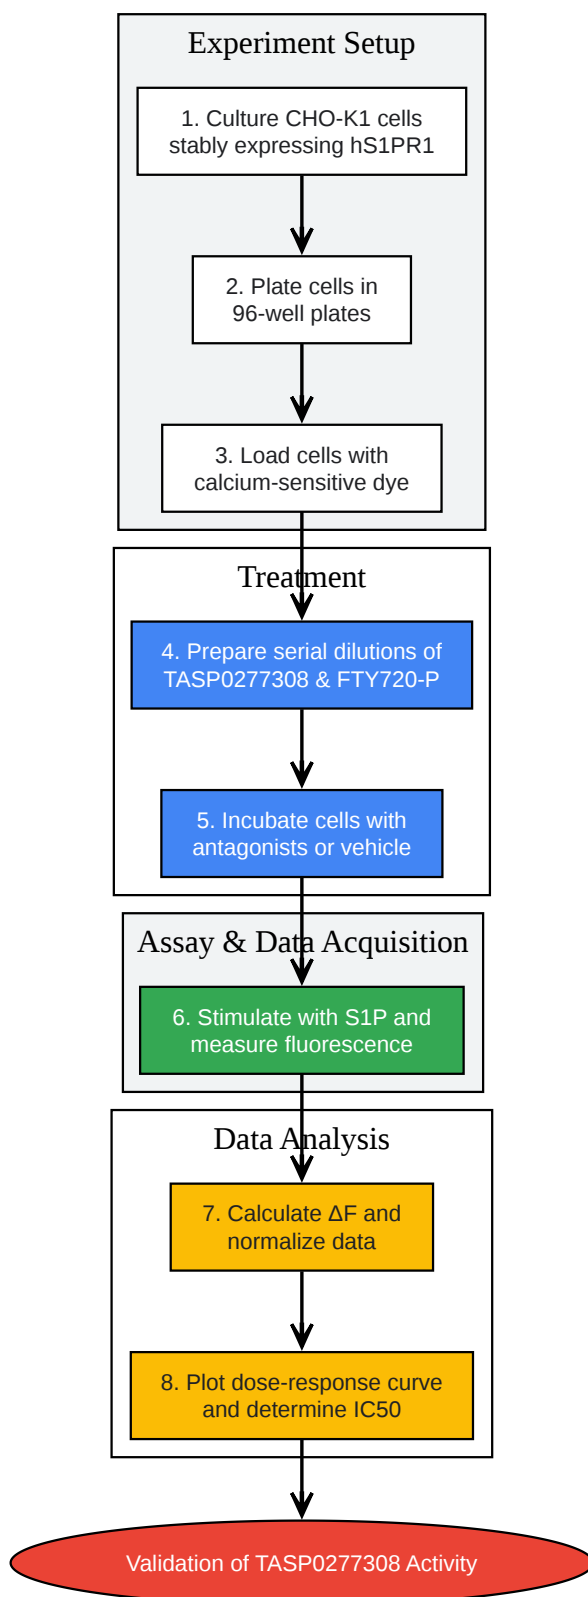 Experiment Setup
1. Culture CHO-K1 cells
stably expressing hS1PR1
2. Plate cells in
96-well plates
3. Load cells with
calcium-sensitive dye
Treatment
4. Prepare serial dilutions of
TASP0277308 & FTY720-P
5. Incubate cells with
antagonists or vehicle
Assay & Data Acquisition
6. Stimulate with S1P and
measure fluorescence
Data Analysis
7. Calculate ΔF and
normalize data
8. Plot dose-response curve
and determine IC50
Validation of TASP0277308 Activity